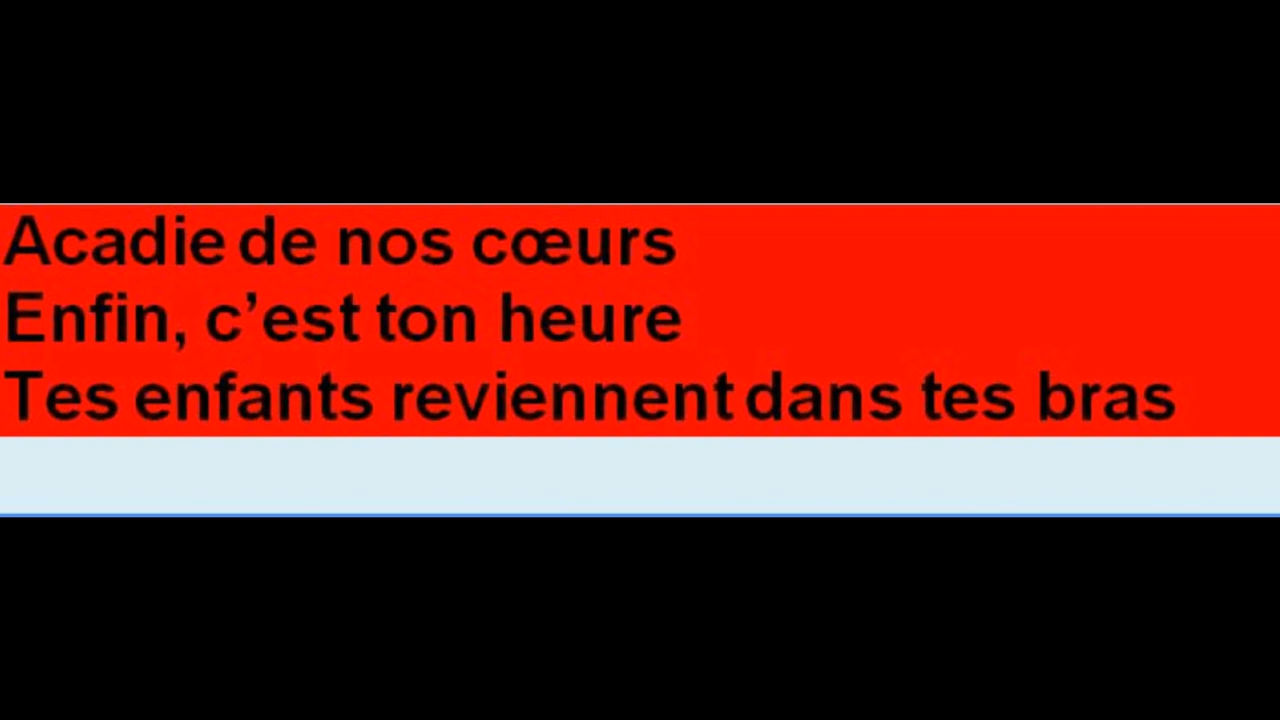 Acadie de nos cœurs
Enfin, c’est ton heure
Tes enfants reviennent dans tes bras